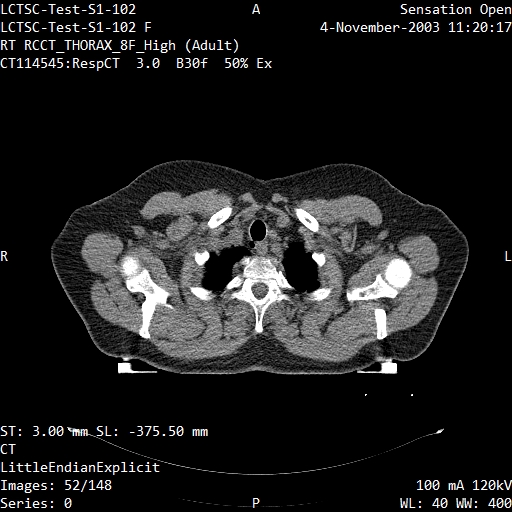 LCTSC-Test-S1-102
A
Sensation Open
LCTSC-Test-S1-102 F
4-November-2003 11:20:17
RT RCCT_THORAX_8F_High (Adult)
CT114545:RespCT  3.0  B30f  50% Ex
R
L
ST: 3.00 mm SL: -375.50 mm
CT
LittleEndianExplicit
Images: 52/148
100 mA 120kV
Series: 0
P
WL: 40 WW: 400